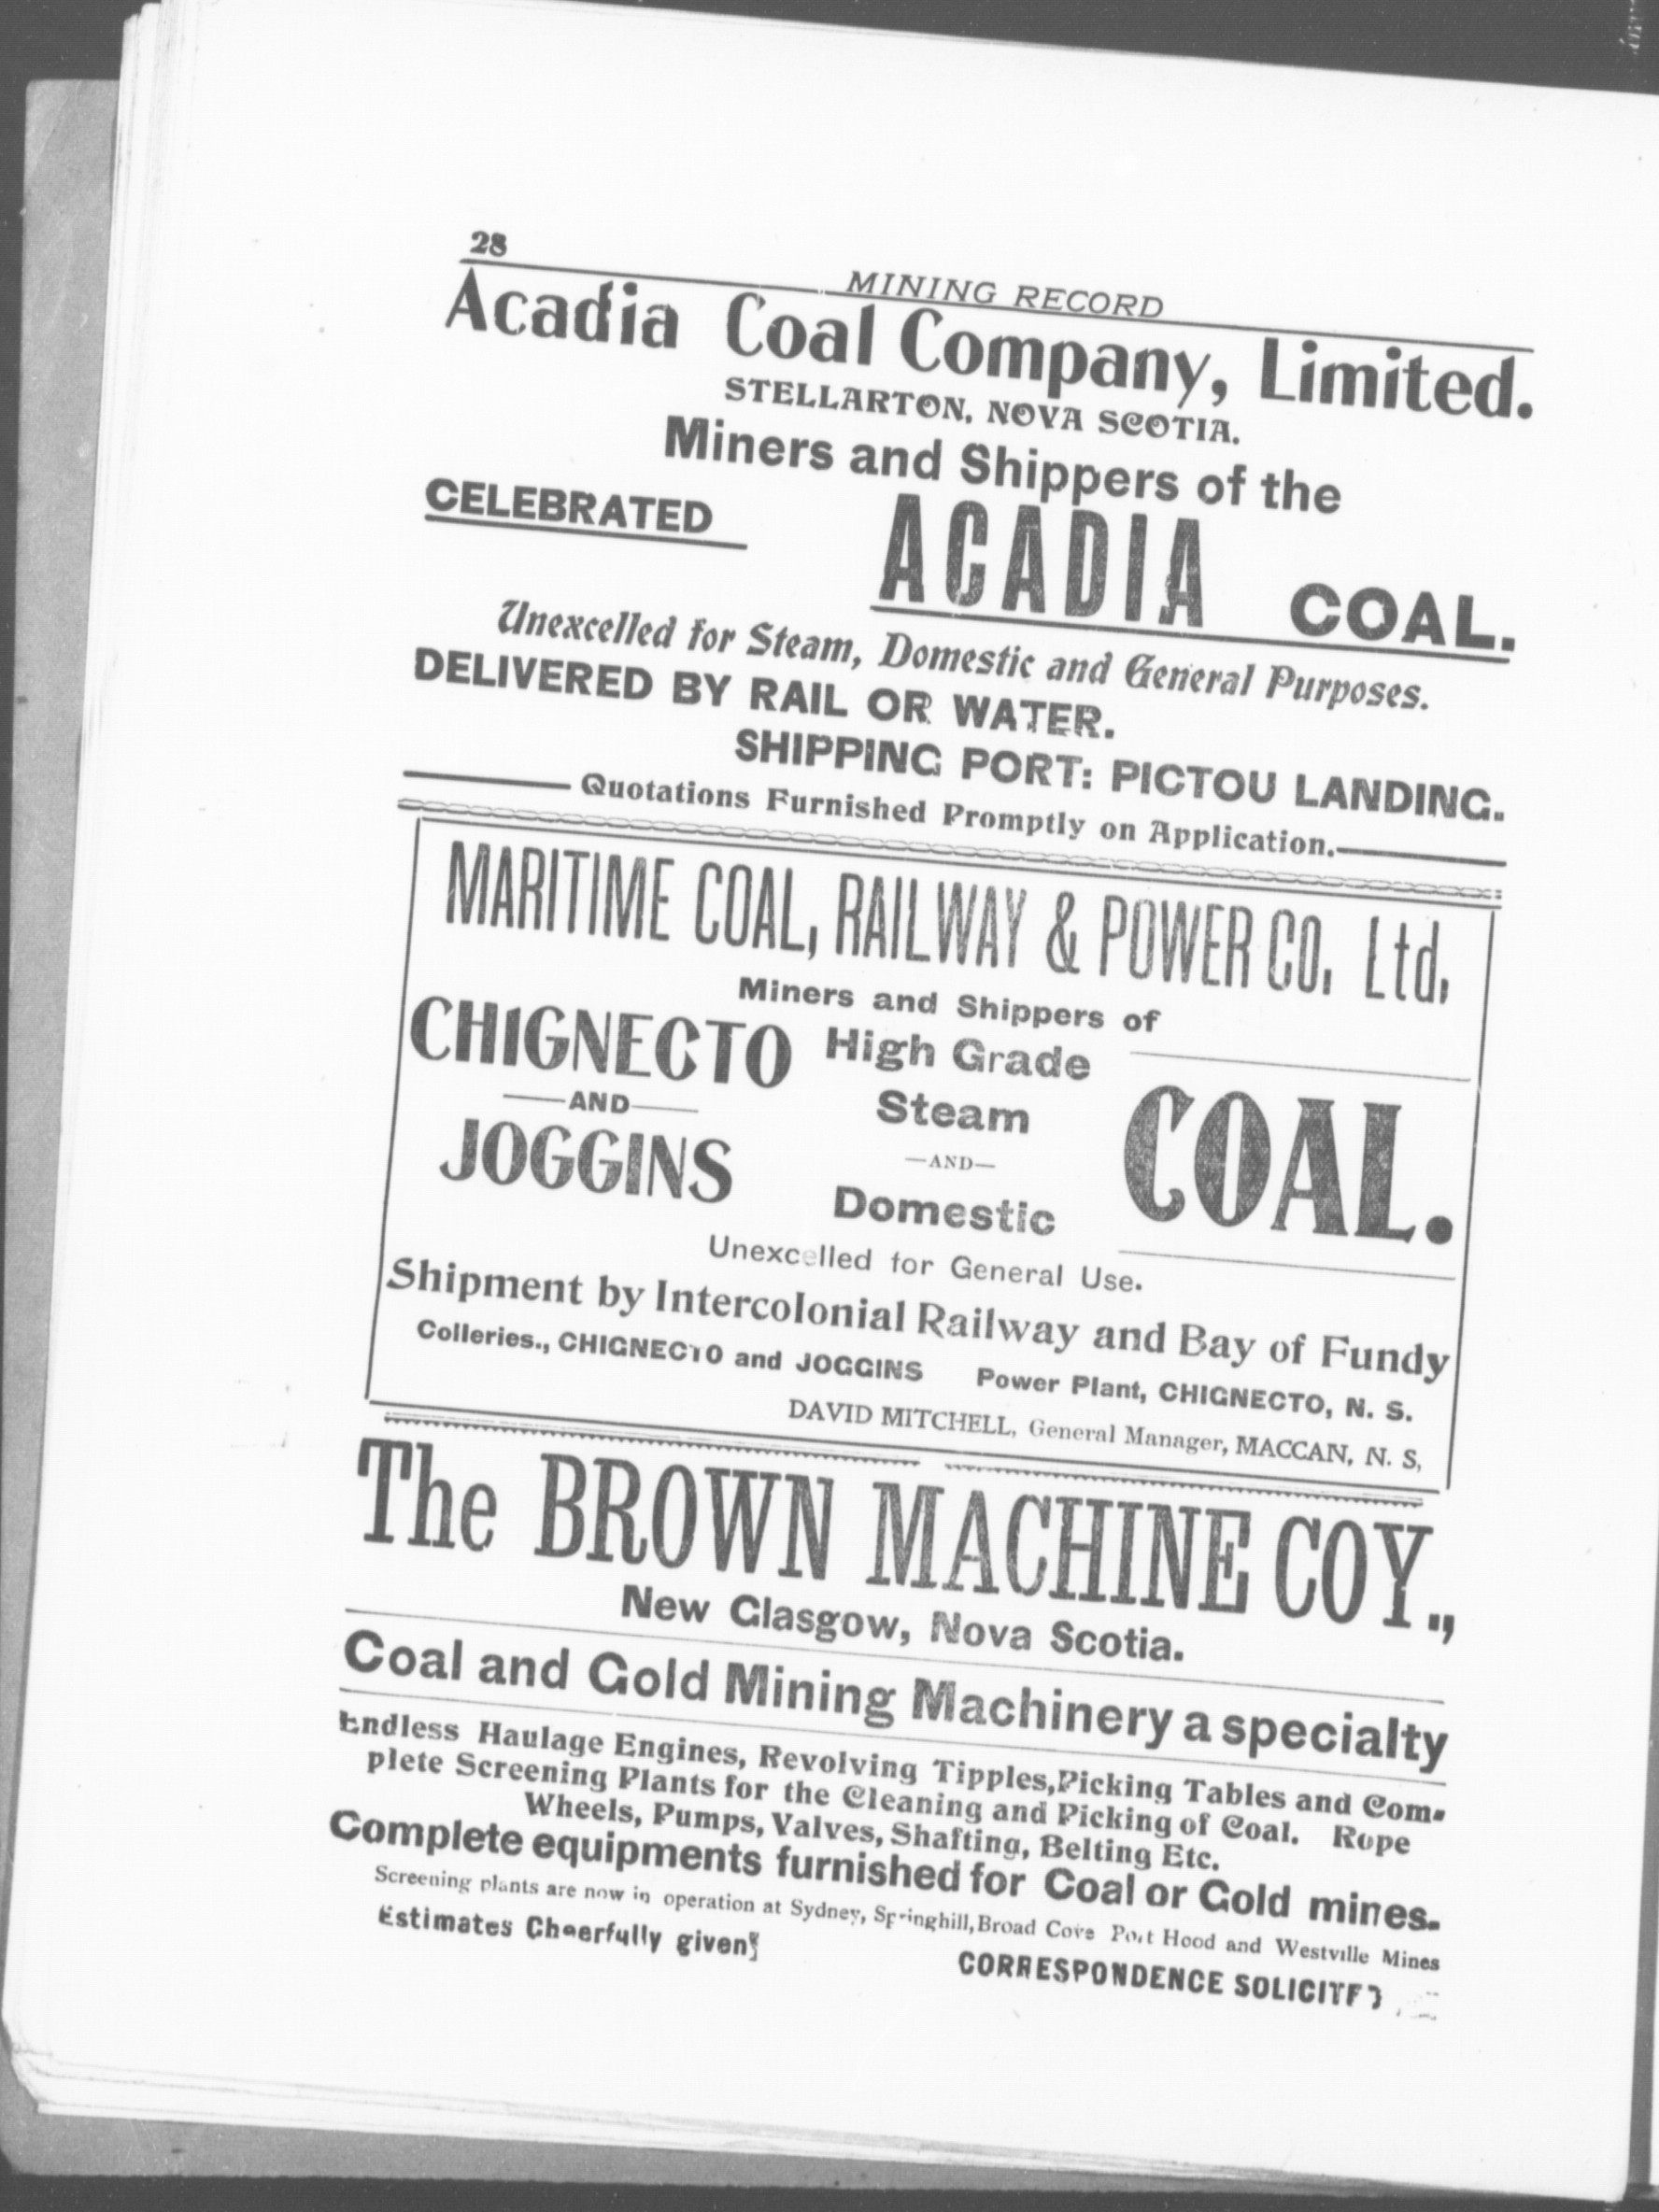 28
MINING RECORD
Acadia Coal Company, Limited.
STELLARTON, NOVA SCOTIA.
Miners and Shippers of the
CELEBRATED ACADIA COAL.
Unexcelled for Steam, Domestic and General Purposes.
DELIVERED BY RAIL OR WATER.
SHIPPING PORT: PICTOU LANDING.
Quotations Furnished Promptly on Application.
MARITIME COAL, RAILWAY & POWER CO, Ltd,
Miners and Shippers of
CHIGNECTO
—AND—
JOGGINS
High Grade
Steam
—AND—
Domestic
COAL.
Unexcelled for General Use.
Shipment by Intercolonial Railway and Bay of Fundy
Colleries., CHIGNECTO and JOGGINS Power Plant, CHIGNECTO, N. S.
DAVID MITCHELL, General Manager, MACCAN, N. S,
The BROWN MACHINE COY.,
New Glasgow, Nova Scotia.
Coal and Gold Mining Machinery a specialty
Endless Haulage Engines, Revolving Tipples, Picking Tables and Com-
plete Screening Plants for the Cleaning and Picking of Coal. Rope
Wheels, Pumps, Valves, Shafting, Belting Etc.
Complete equipments furnished for Coal or Gold mines.
Screening plants are now in operation at Sydney, Springhill, Broad Cove Port Hood and Westville Mines
Estimates Cheerfully given
CORRESPONDENCE SOLICITED